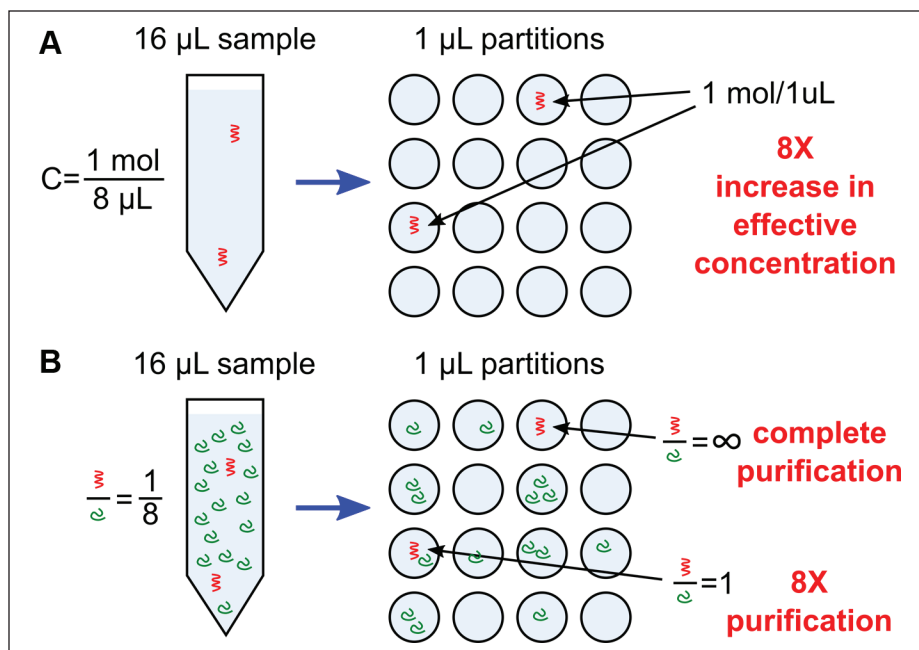 A
16 µL sample
1 µL partitions
C=
1 mol
8 µL
1 mol/1uL
8X
increase in
effective
concentration
B
16 µL sample
1 µL partitions
=
1
8
=∞
complete
purification
=1
8X
purification